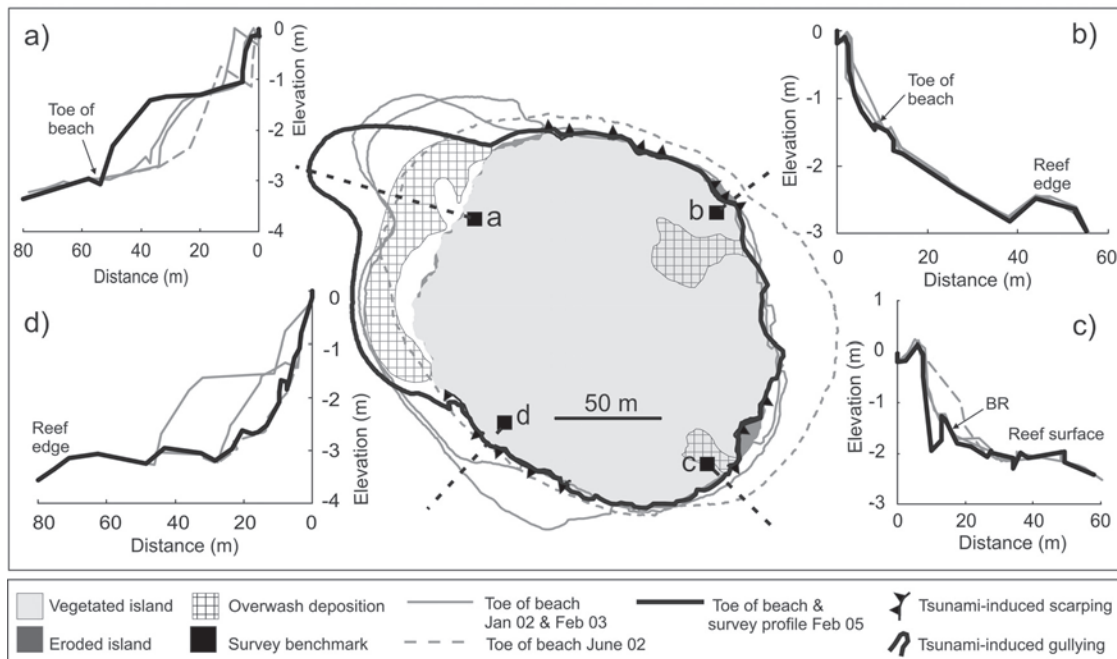 a)
0
-1
-2
-3
-4
Elevation (m)
Toe of
beach
80 60 40 20 0
Distance (m)
b)
0
-1
-2
-3
Elevation (m)
Toe of
beach
Reef
edge
0 20 40 60
Distance (m)
a
b
c
d
50 m
d)
0
-1
-2
-3
-4
Elevation (m)
Reef
edge
80 60 40 20 0
Distance (m)
c)
1
0
-1
-2
-3
Elevation (m)
BR
Reef surface
0 20 40 60
Distance (m)
Vegetated island
Eroded island
Overwash deposition
Survey benchmark
Toe of beach
Jan 02 & Feb 03
Toe of beach June 02
Toe of beach &
survey profile Feb 05
Tsunami-induced scarping
Tsunami-induced gullying